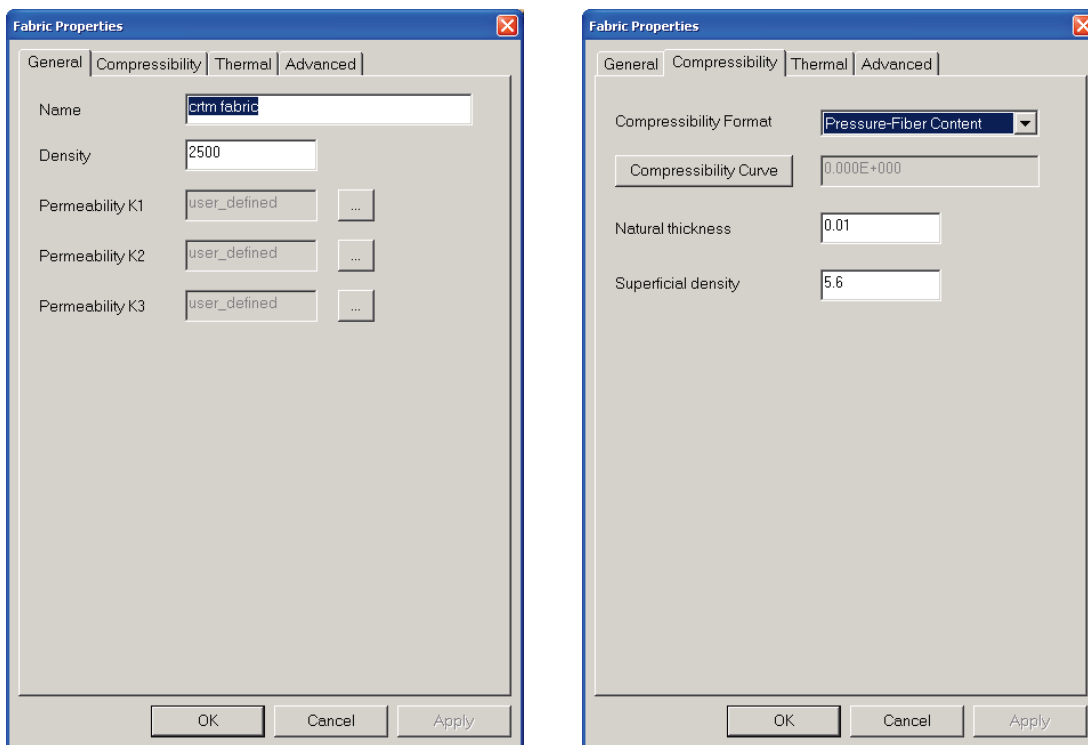 Fabric Properties
General Compressibility Thermal Advanced
Name crtm fabric
Density 2500
Permeability K1 user_defined ...
Permeability K2 user_defined ...
Permeability K3 user_defined ...
OK Cancel Apply
Fabric Properties
General Compressibility Thermal Advanced
Compressibility Format Pressure-Fiber Content
Compressibility Curve 0.000E+000
Natural thickness 0.01
Superficial density 5.6
OK Cancel Apply